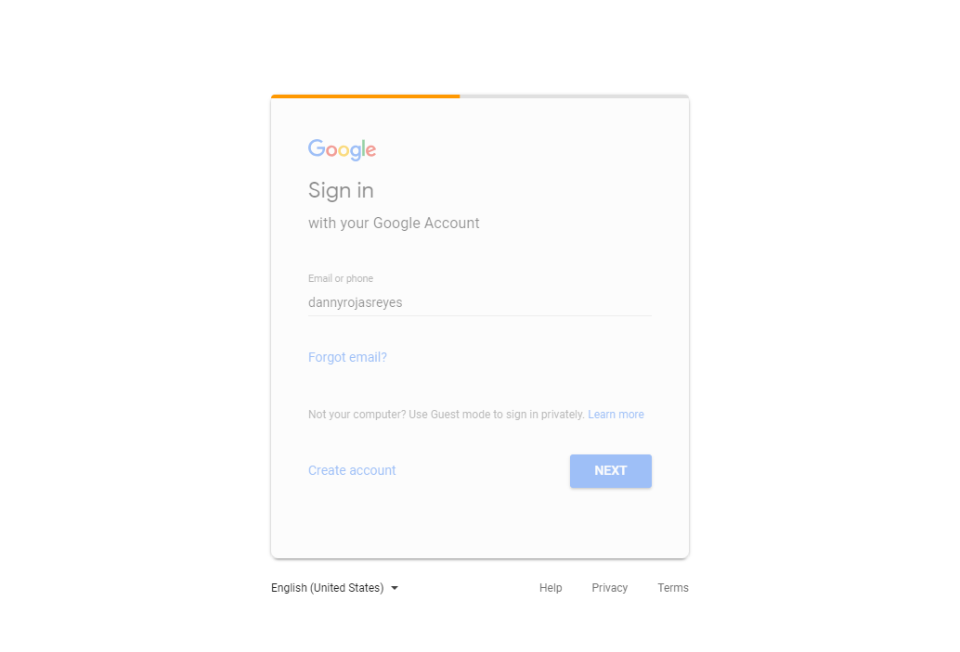 Google
Sign in
with your Google Account
Email or phone
dannyrojasreyes
Forgot email?
Not your computer? Use Guest mode to sign in privately. Learn more
Create account NEXT
English (United States) Help Privacy Terms